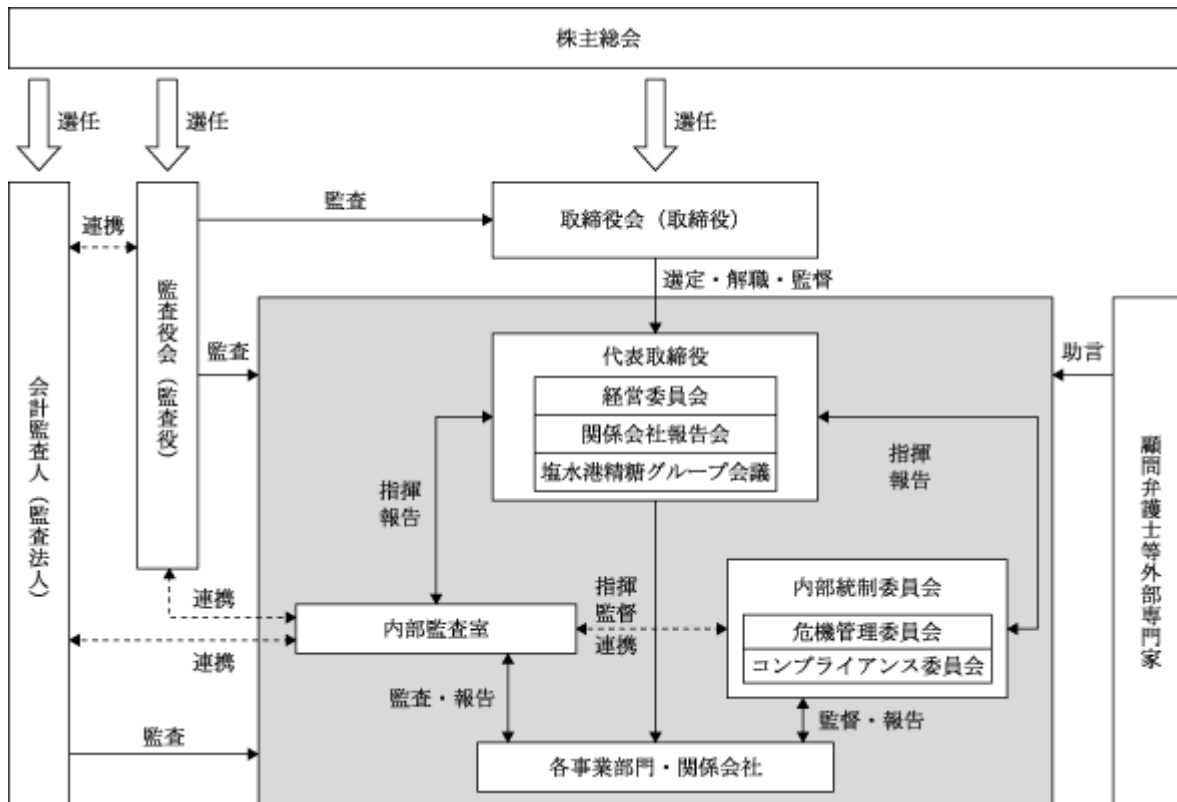 株主総会
選任
選任
選任
監査
取締役会（取締役）
連携
選定・解職・監督
監査役会（監査役）
監査
代表取締役
経営委員会
関係会社報告会
塩水港精糖グループ会議
助言
会計監査人（監査法人）
指揮
報告
指揮
報告
顧問弁護士等外部専門家
連携
内部監査室
指揮
監督
連携
内部統制委員会
危機管理委員会
コンプライアンス委員会
連携
監査・報告
監督・報告
監査
各事業部門・関係会社